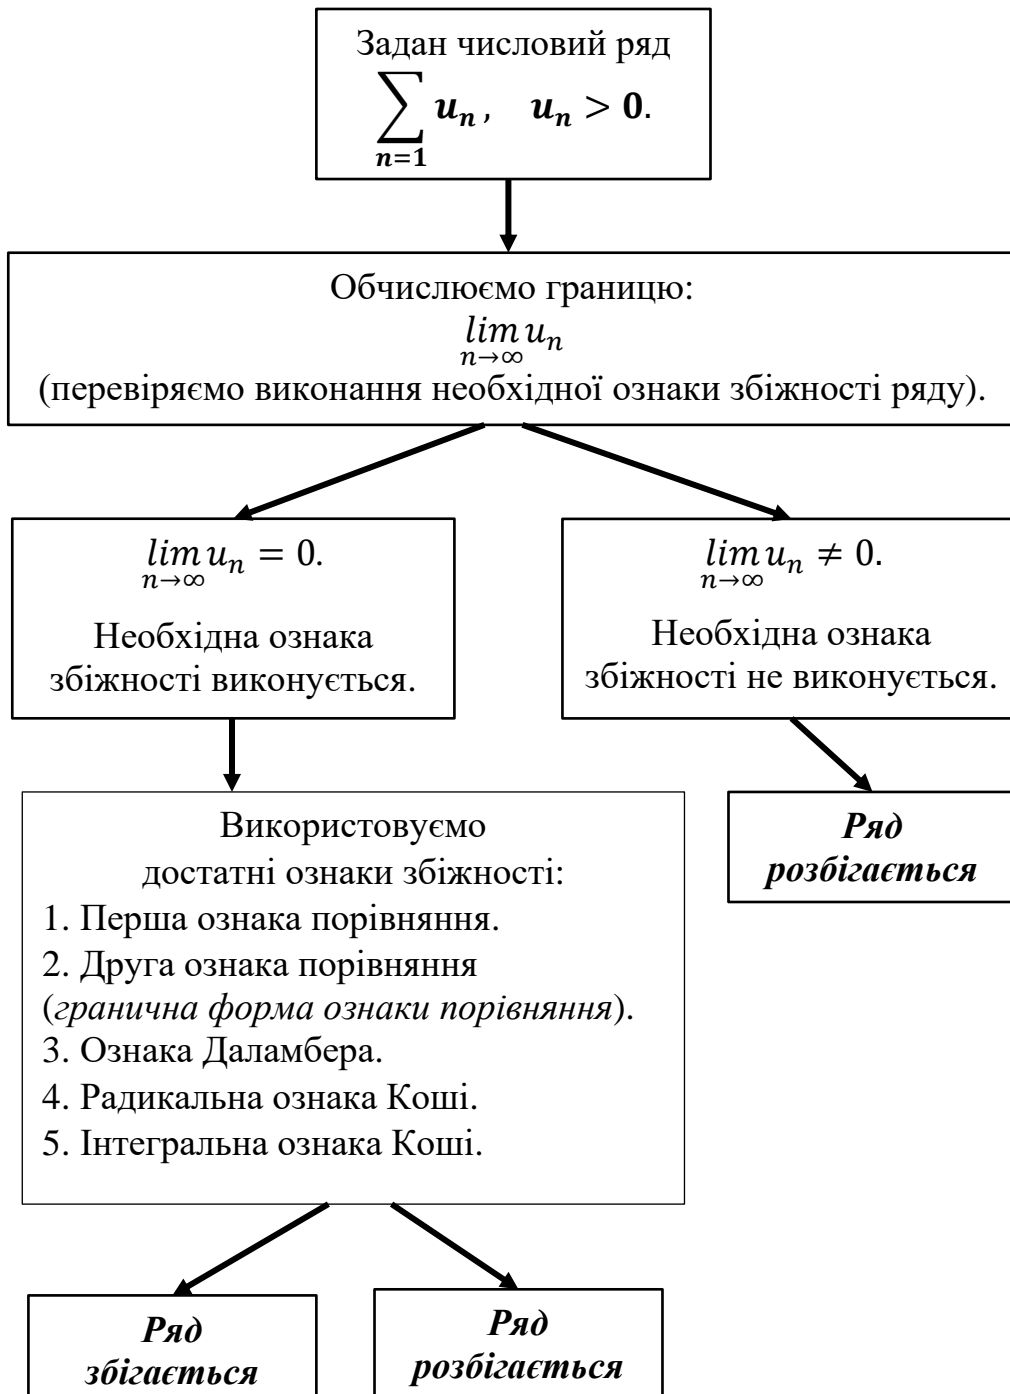 Задан числовий ряд
∑ uₙ ,   uₙ > 0.
n=1
Обчислюємо границю:
lim uₙ
n→∞
(перевіряємо виконання необхідної ознаки збіжності ряду).
lim uₙ = 0.
n→∞
Необхідна ознака
збіжності виконується.
lim uₙ ≠ 0.
n→∞
Необхідна ознака
збіжності не виконується.
Використовуємо
достатні ознаки збіжності:
1. Перша ознака порівняння.
2. Друга ознака порівняння
(гранична форма ознаки порівняння).
3. Ознака Даламбера.
4. Радикальна ознака Коші.
5. Інтегральна ознака Коші.
Ряд
розбігається
Ряд
збігається
Ряд
розбігається